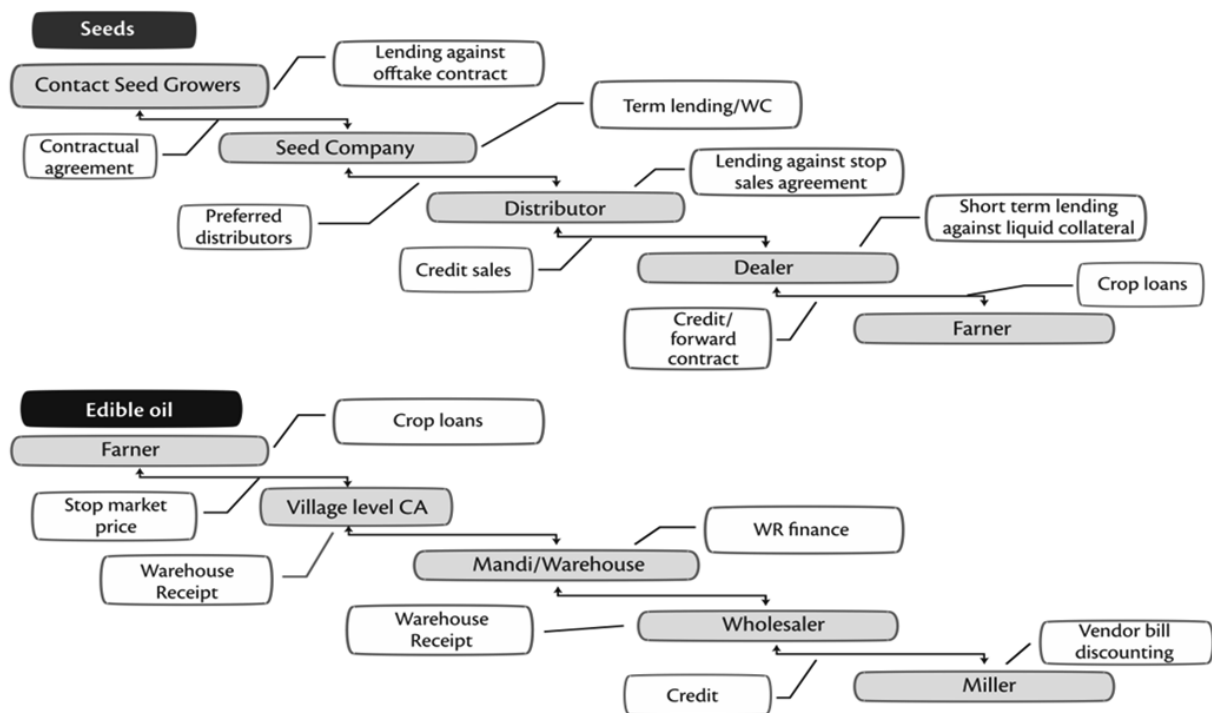 Seeds
Lending against
offtake contract
Contact Seed Growers
Term lending/WC
Contractual
agreement
Seed Company
Lending against stop
sales agreement
Preferred
distributors
Distributor
Short term lending
against liquid collateral
Credit sales
Dealer
Crop loans
Credit/
forward
contract
Farner
Edible oil
Crop loans
Farner
Stop market
price
Village level CA
WR finance
Warehouse
Receipt
Mandi/Warehouse
Warehouse
Receipt
Wholesaler
Vendor bill
discounting
Credit
Miller